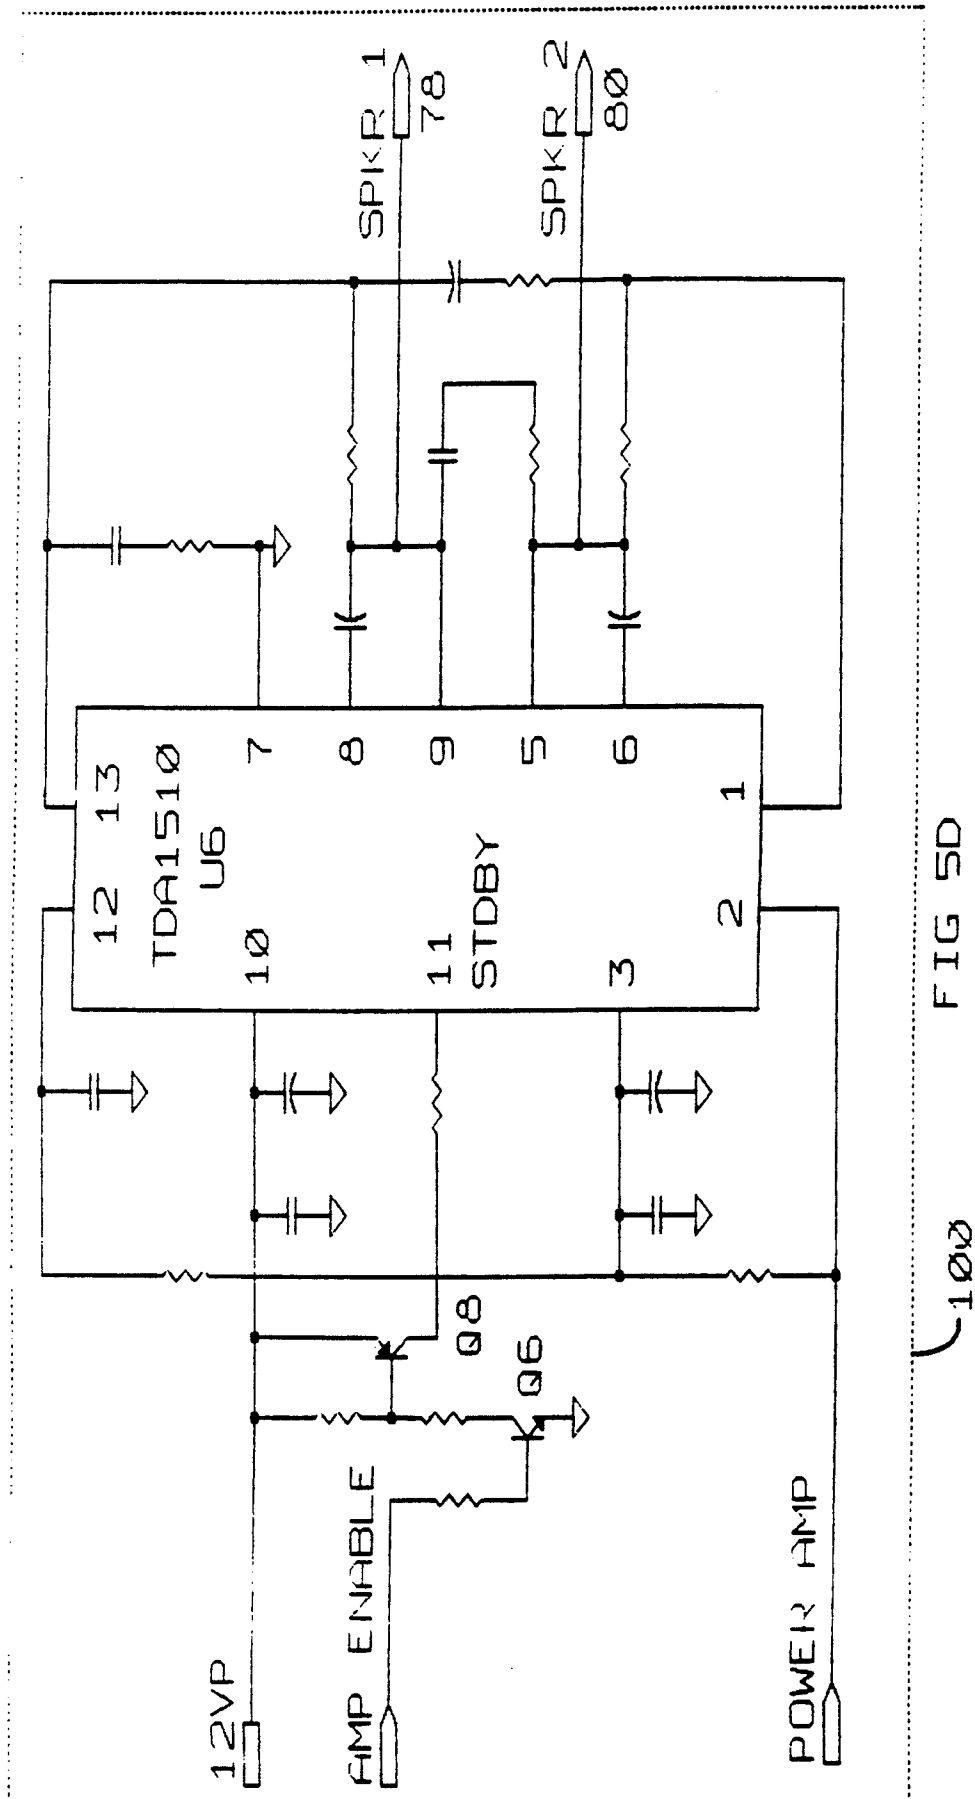 12VP
AMP ENABLE
POWER AMP
Q8
Q6
12 13
TDA1510
U6
10
7
8
11
9
STDBY
5
3
6
2 1
SPKR 1
78
SPKR 2
80
FIG 5D
100